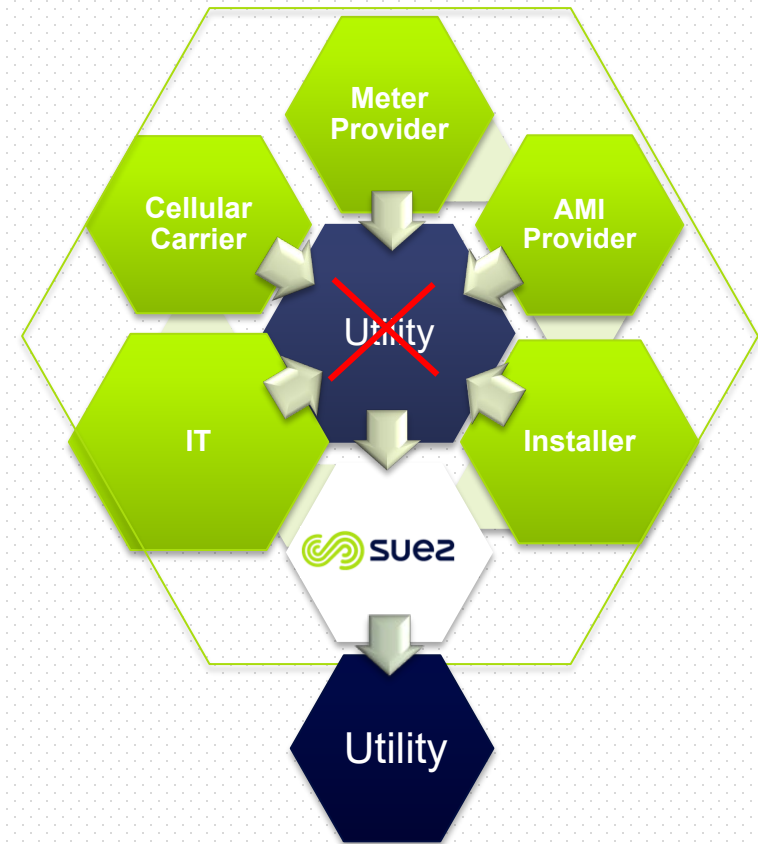 Meter
Provider
Cellular
Carrier
AMI
Provider
Utility
IT
Installer
suez
Utility